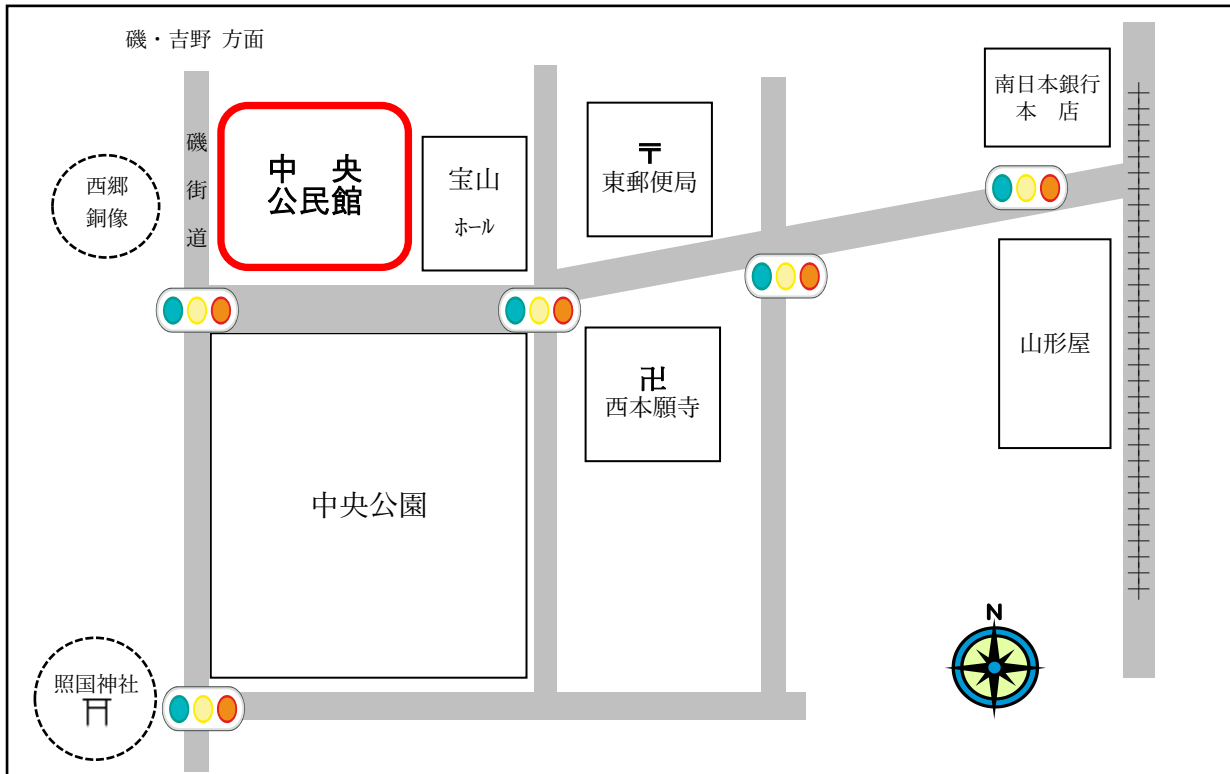 磯・吉野 方面
磯街道
西郷
銅像
中　央
公民館
宝山
ホール
〒
東郵便局
南日本銀行
本　店
卍
西本願寺
山形屋
中央公園
照国神社
N